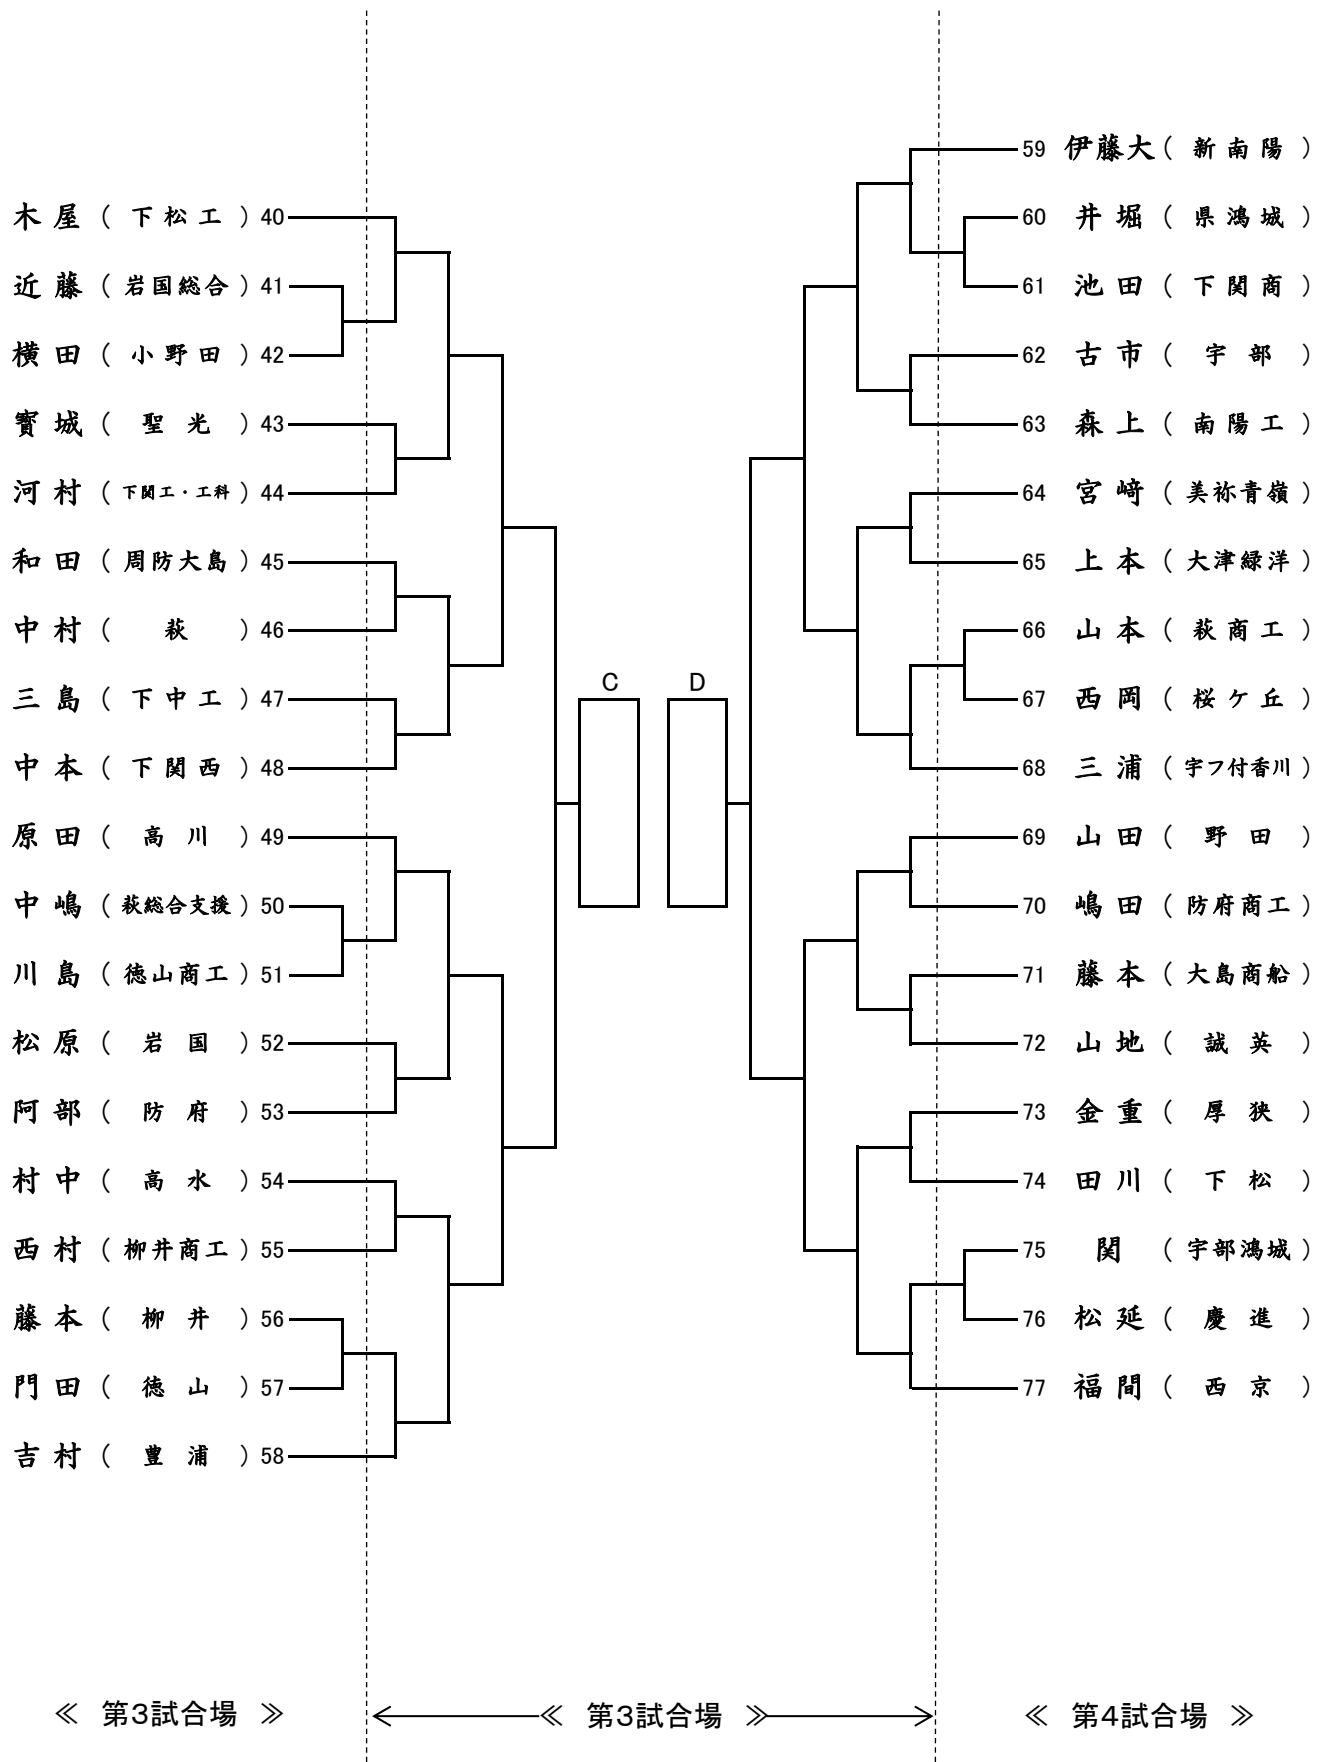 木屋（下松工）40
近藤（岩国総合）41
横田（小野田）42
寳城（聖光）43
河村（下関工・工科）44
和田（周防大島）45
中村（萩）46
三島（下中工）47
中本（下関西）48
原田（高川）49
中嶋（萩総合支援）50
川島（徳山商工）51
松原（岩国）52
阿部（防府）53
村中（高水）54
西村（柳井商工）55
藤本（柳井）56
門田（徳山）57
吉村（豊浦）58
C
D
59 伊藤大（新南陽）
60 井堀（県鴻城）
61 池田（下関商）
62 古市（宇部）
63 森上（南陽工）
64 宮﨑（美祢青嶺）
65 上本（大津緑洋）
66 山本（萩商工）
67 西岡（桜ケ丘）
68 三浦（宇フ付香川）
69 山田（野田）
70 嶋田（防府商工）
71 藤本（大島商船）
72 山地（誠英）
73 金重（厚狭）
74 田川（下松）
75 関（宇部鴻城）
76 松延（慶進）
77 福間（西京）
≪ 第3試合場 ≫
≪ 第3試合場 ≫
≪ 第4試合場 ≫